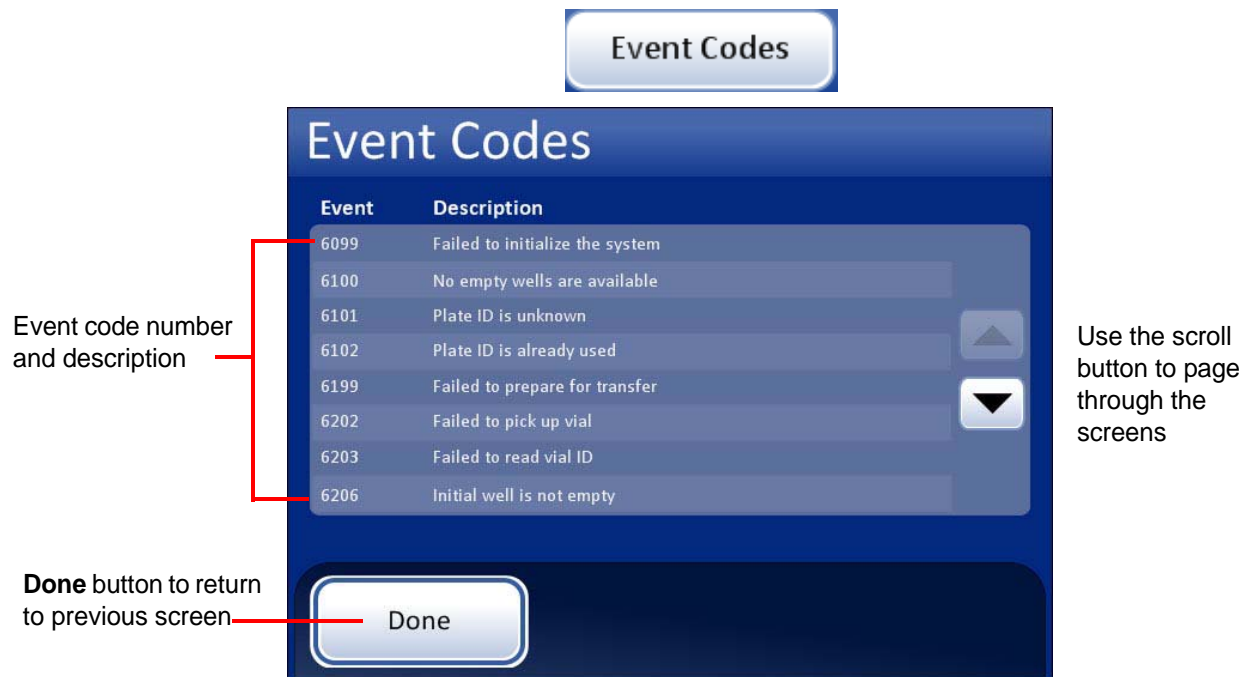 Event Codes
Event Codes
Event Description
6099 Failed to initialize the system
6100 No empty wells are available
6101 Plate ID is unknown
6102 Plate ID is already used
6199 Failed to prepare for transfer
6202 Failed to pick up vial
6203 Failed to read vial ID
6206 Initial well is not empty
Event code number
and description
Use the scroll
button to page
through the
screens
Done button to return
to previous screen
Done